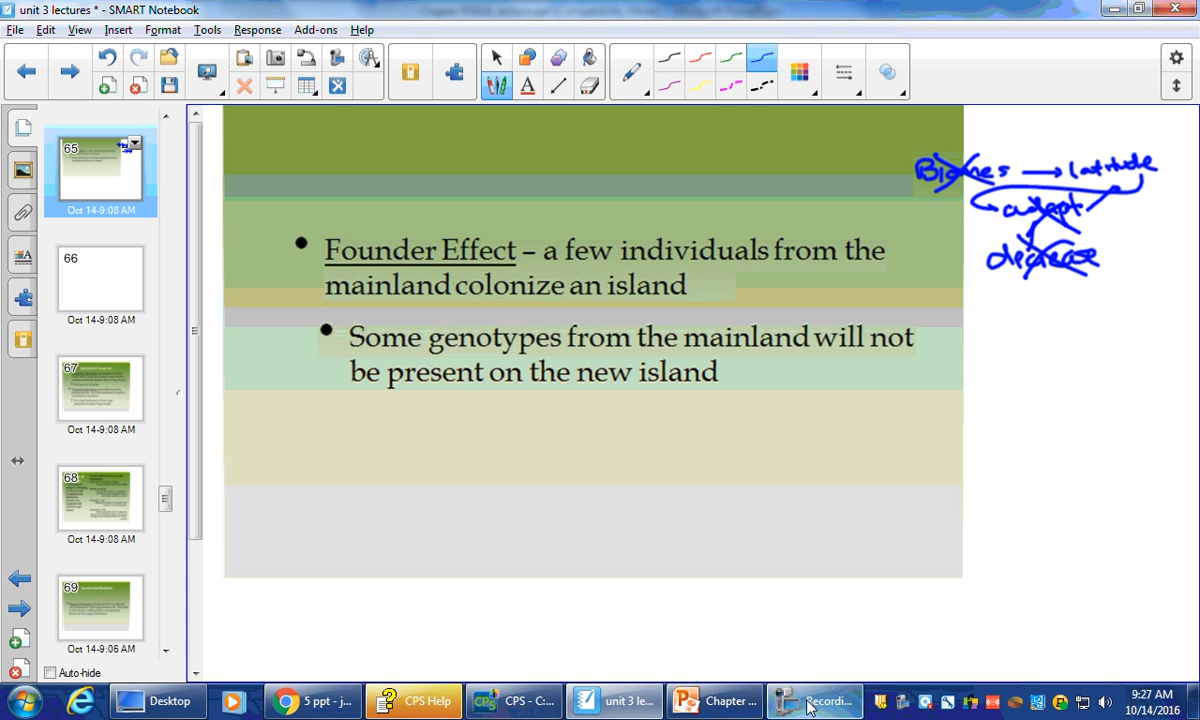 unit 3 lectures * - SMART Notebook
File Edit View Insert Format Tools Response Add-ons Help
65
Oct 14-9:08 AM
66
Oct 14-9:08 AM
67
Oct 14-9:08 AM
68
Oct 14-9:08 AM
69
Oct 14-9:06 AM
Auto-hide
• Founder Effect – a few individuals from the
mainland colonize an island
• Some genotypes from the mainland will not
be present on the new island
Biomes → latitude
adapt
decrease
Desktop
5 ppt - j...
CPS Help
CPS - C:...
unit 3 le...
Chapter ...
Recordi...
9:27 AM
10/14/2016